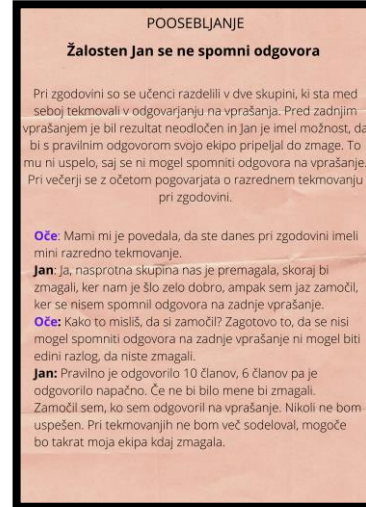 POOSEBLJANJE
Žalosten Jan se ne spomni odgovora
Pri zgodovini so se učenci razdelili v dve skupini, ki sta med
seboj tekmovali v odgovarjanju na vprašanja. Pred zadnjim
vprašanjem je bil rezultat neodločen in Jan je imel možnost, da
bi s pravilnim odgovorom svojo ekipo pripeljal do zmage. To
mu ni uspelo, saj se ni mogel spomniti odgovora na vprašanje.
Pri večerji se z očetom pogovarjata o razrednem tekmovanju
pri zgodovini.
Oče: Mami mi je povedala, da ste danes pri zgodovini imeli
mini razredno tekmovanje.
Jan: Ja, nasprotna skupina nas je premagala, skoraj bi
zmagali, ker nam je šlo zelo dobro, ampak sem jaz zamočil,
ker se nisem spomnil odgovora na zadnje vprašanje.
Oče: Kako to misliš, da si zamočil? Zagotovo to, da se nisi
mogel spomniti odgovora na zadnje vprašanje ni mogel biti
edini razlog, da niste zmagali.
Jan: Pravilno je odgovorilo 10 članov, 6 članov pa je
odgovorilo napačno. Če ne bi bilo mene bi zmagali.
Zamočil sem, ko sem odgovoril na vprašanje. Nikoli ne bom
uspešen. Pri tekmovanjih ne bom več sodeloval, mogoče
bo takrat moja ekipa kdaj zmagala.